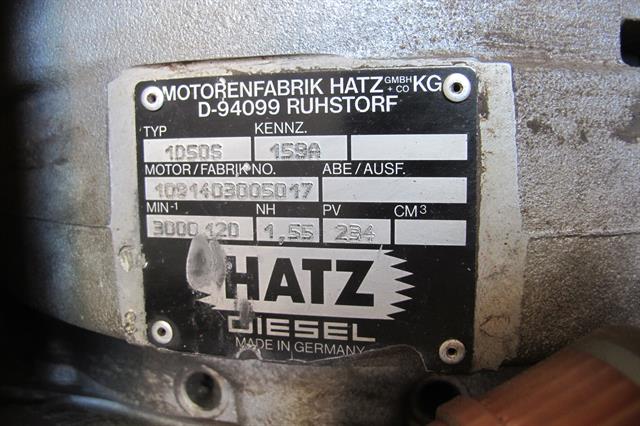 MOTORENFABRIK HATZ GMBH + CO KG
D-94099 RUHSTORF
TYP KENNZ.
1D50S 159A
MOTOR/FABRIK NO. ABE/AUSF.
1091403005017
MIN-1 NH PV CM3
3000 120 1,55 234
HATZ
DIESEL
MADE IN GERMANY